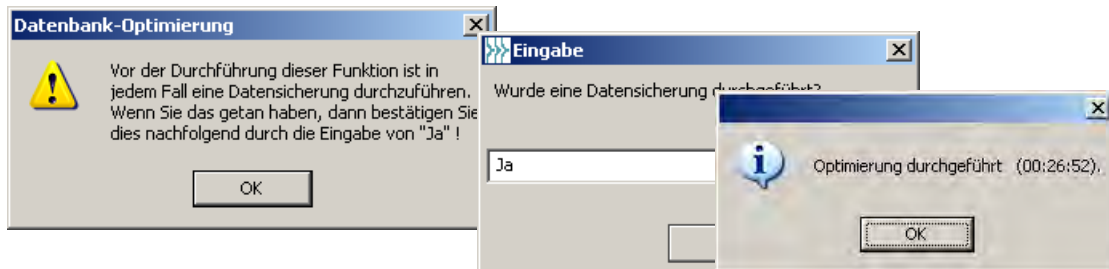 Datenbank-Optimierung
Vor der Durchführung dieser Funktion ist in
jedem Fall eine Datensicherung durchzuführen.
Wenn Sie das getan haben, dann bestätigen Sie
dies nachfolgend durch die Eingabe von "Ja" !
OK
Eingabe
Wurde eine Datensicherung durchgeführt?
Ja
Optimierung durchgeführt (00:26:52).
OK